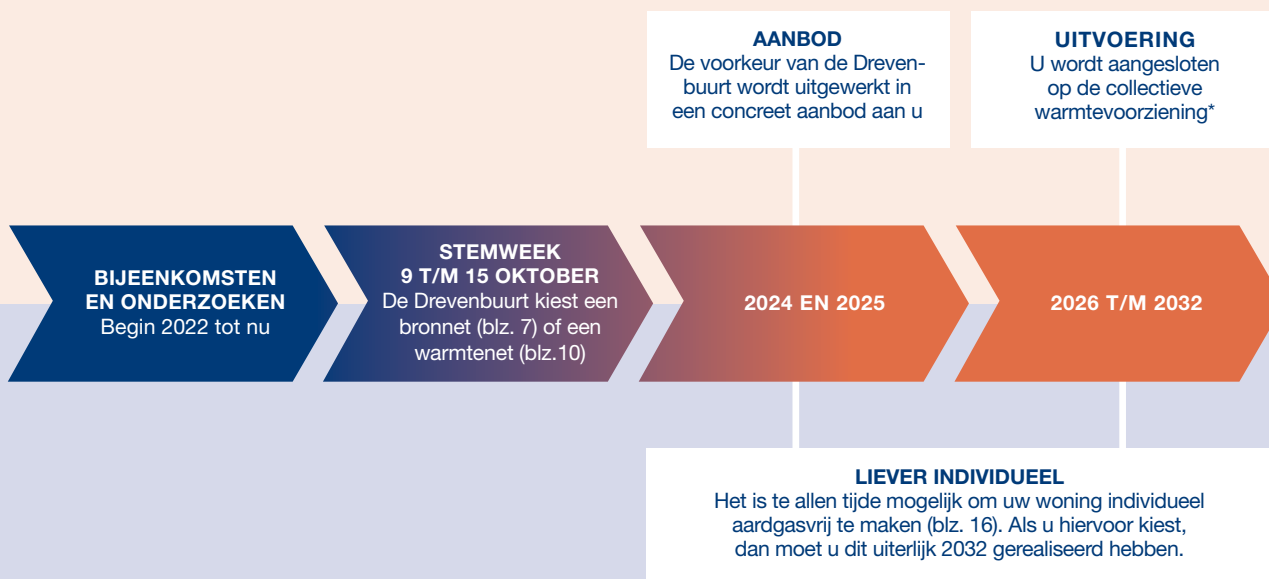 AANBOD
De voorkeur van de Dreven-
buurt wordt uitgewerkt in
een concreet aanbod aan u
UITVOERING
U wordt aangesloten
op de collectieve
warmtevoorziening*
BIJEENKOMSTEN
EN ONDERZOEKEN
Begin 2022 tot nu
STEMWEEK
9 T/M 15 OKTOBER
De Drevenbuurt kiest een
bronnet (blz. 7) of een
warmtenet (blz.10)
2024 EN 2025
2026 T/M 2032
LIEVER INDIVIDUEEL
Het is te allen tijde mogelijk om uw woning individueel
aardgasvrij te maken (blz. 16). Als u hiervoor kiest,
dan moet u dit uiterlijk 2032 gerealiseerd hebben.